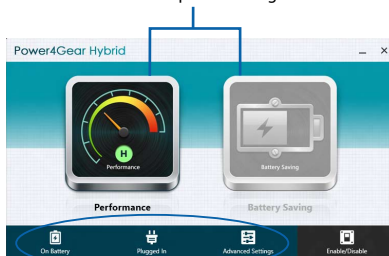 Power4Gear Hybrid
H
Performance
Battery Saving
Performance
Battery Saving
On Battery
Plugged In
Advanced Settings
Enable/Disable